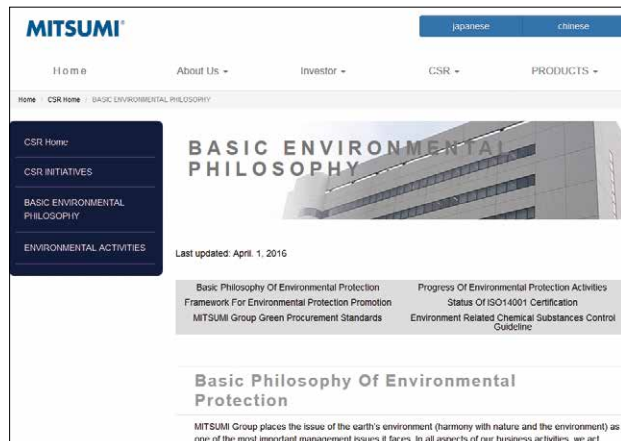 MITSUMI®
japanese
chinese
Home
About Us
Investor
CSR
PRODUCTS
Home / CSR Home / BASIC ENVIRONMENTAL PHILOSOPHY
CSR Home
CSR INITIATIVES
BASIC ENVIRONMENTAL
PHILOSOPHY
ENVIRONMENTAL ACTIVITIES
BASIC ENVIRONMENTAL
PHILOSOPHY
Last updated: April. 1, 2016
Basic Philosophy Of Environmental Protection
Progress Of Environmental Protection Activities
Framework For Environmental Protection Promotion
Status Of ISO14001 Certification
MITSUMI Group Green Procurement Standards
Environment Related Chemical Substances Control
Guideline
Basic Philosophy Of Environmental
Protection
MITSUMI Group places the issue of the earth's environment (harmony with nature and the environment) as
one of the most important management issues it faces. In all aspects of our business activities, we act